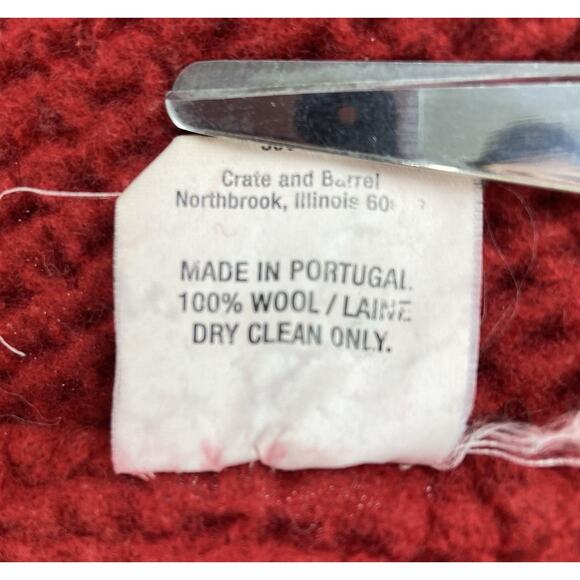 Crate and Barrel
Northbrook, Illinois
MADE IN PORTUGAL.
100% WOOL / LAINE
DRY CLEAN ONLY.